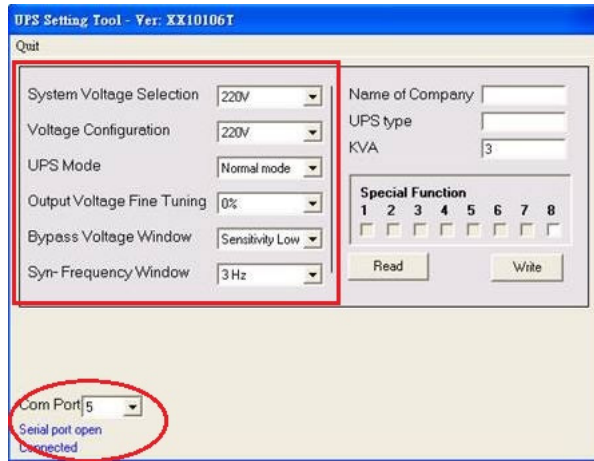 UPS Setting Tool - Ver: XX10106T
Quit
System Voltage Selection 220V
Voltage Configuration 220V
UPS Mode Normal mode
Output Voltage Fine Tuning 0%
Bypass Voltage Window Sensitivity Low
Syn- Frequency Window 3 Hz
Name of Company
UPS type
KVA 3
Special Function
1 2 3 4 5 6 7 8
Read Write
Com Port 5
Serial port open
Connected